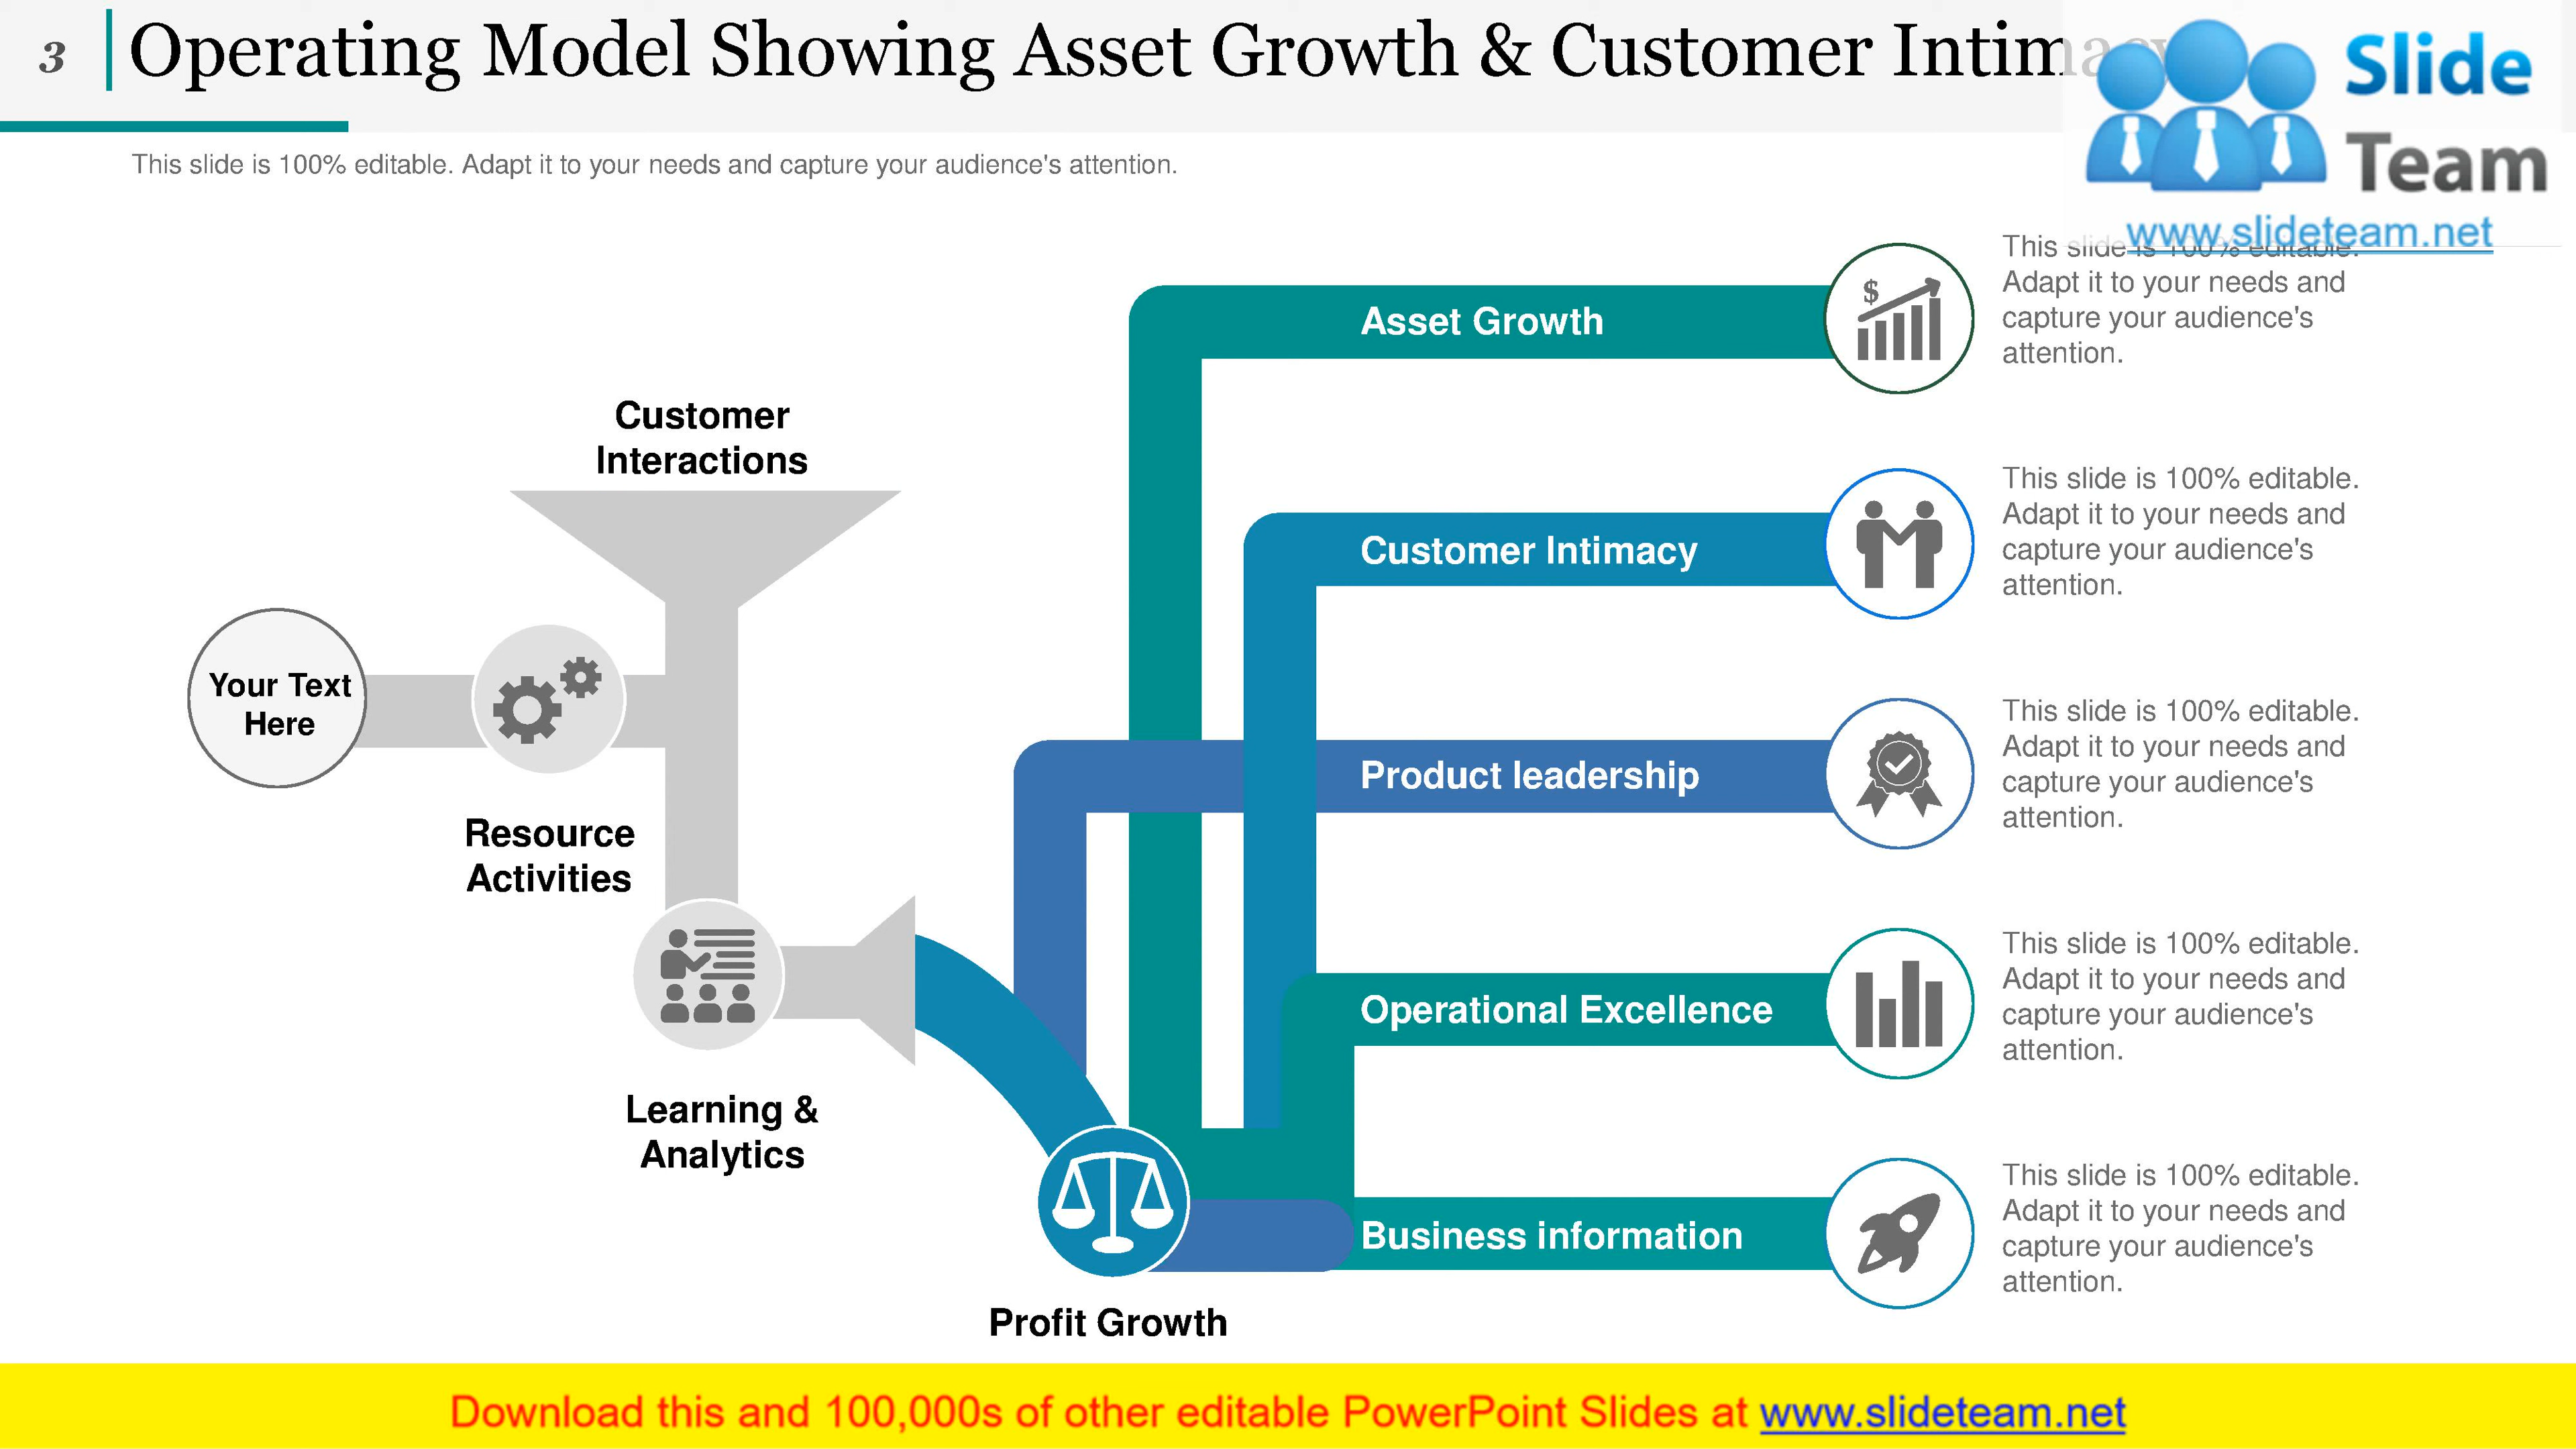 3
Operating Model Showing Asset Growth & Customer Intimacy
Slide
Team
www.slideteam.net
This slide is 100% editable. Adapt it to your needs and capture your audience's attention.
Asset Growth
This slide is 100% editable.
Adapt it to your needs and
capture your audience's
attention.
Customer
Interactions
Customer Intimacy
This slide is 100% editable.
Adapt it to your needs and
capture your audience's
attention.
Your Text
Here
Resource
Activities
Product leadership
This slide is 100% editable.
Adapt it to your needs and
capture your audience's
attention.
Learning &
Analytics
Operational Excellence
This slide is 100% editable.
Adapt it to your needs and
capture your audience's
attention.
Profit Growth
Business information
This slide is 100% editable.
Adapt it to your needs and
capture your audience's
attention.
Download this and 100,000s of other editable PowerPoint Slides at www.slideteam.net